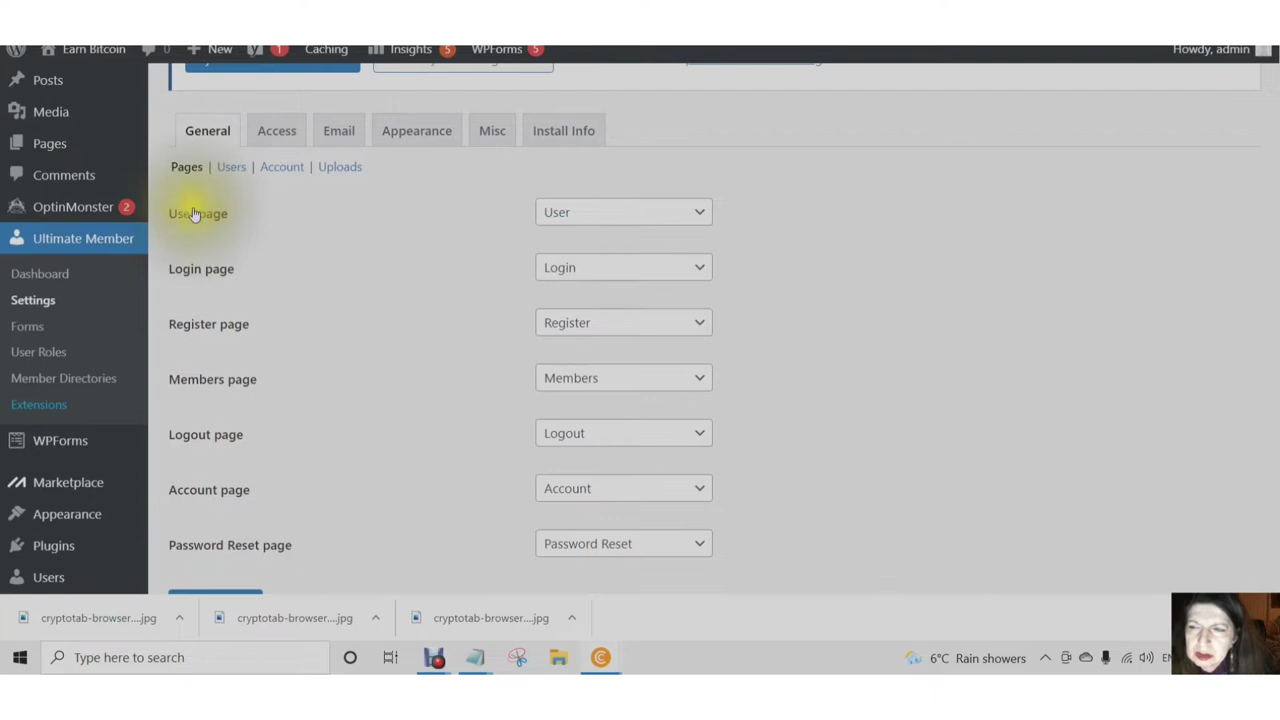 Earn Bitcoin 0 New 1 Caching Insights 5 WPForms 5 Howdy, admin
Posts
Media
Pages
Comments
OptinMonster 2
Ultimate Member
Dashboard
Settings
Forms
User Roles
Member Directories
Extensions
WPForms
Marketplace
Appearance
Plugins
Users
General Access Email Appearance Misc Install Info
Pages | Users | Account | Uploads
User page User
Login page Login
Register page Register
Members page Members
Logout page Logout
Account page Account
Password Reset page Password Reset
cryptotab-browser....jpg cryptotab-browser....jpg cryptotab-browser....jpg
Type here to search 6°C Rain showers